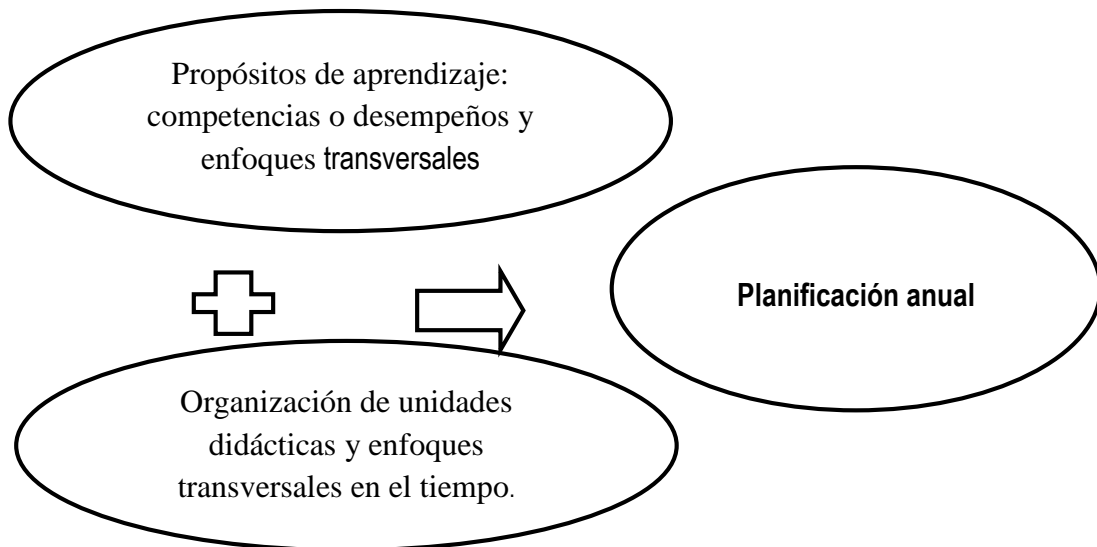 Propósitos de aprendizaje:
competencias o desempeños y
enfoques transversales
Planificación anual
Organización de unidades
didácticas y enfoques
transversales en el tiempo.